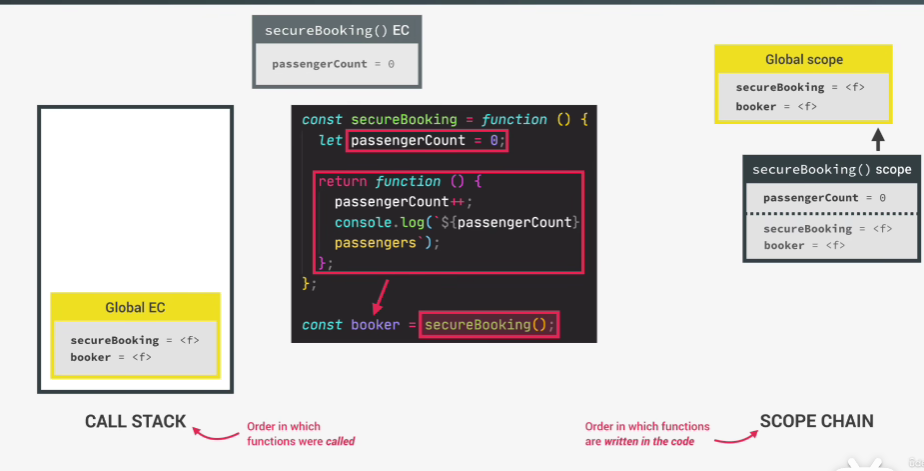 secureBooking() EC
passengerCount = 0
Global scope
secureBooking = <f>
booker = <f>
secureBooking() scope
passengerCount = 0
secureBooking = <f>
booker = <f>
const secureBooking = function () {
let passengerCount = 0;
return function () {
passengerCount++;
console.log(`${passengerCount}
passengers`);
};
};
const booker = secureBooking();
Global EC
secureBooking = <f>
booker = <f>
CALL STACK
Order in which
functions were called
Order in which functions
are written in the code
SCOPE CHAIN